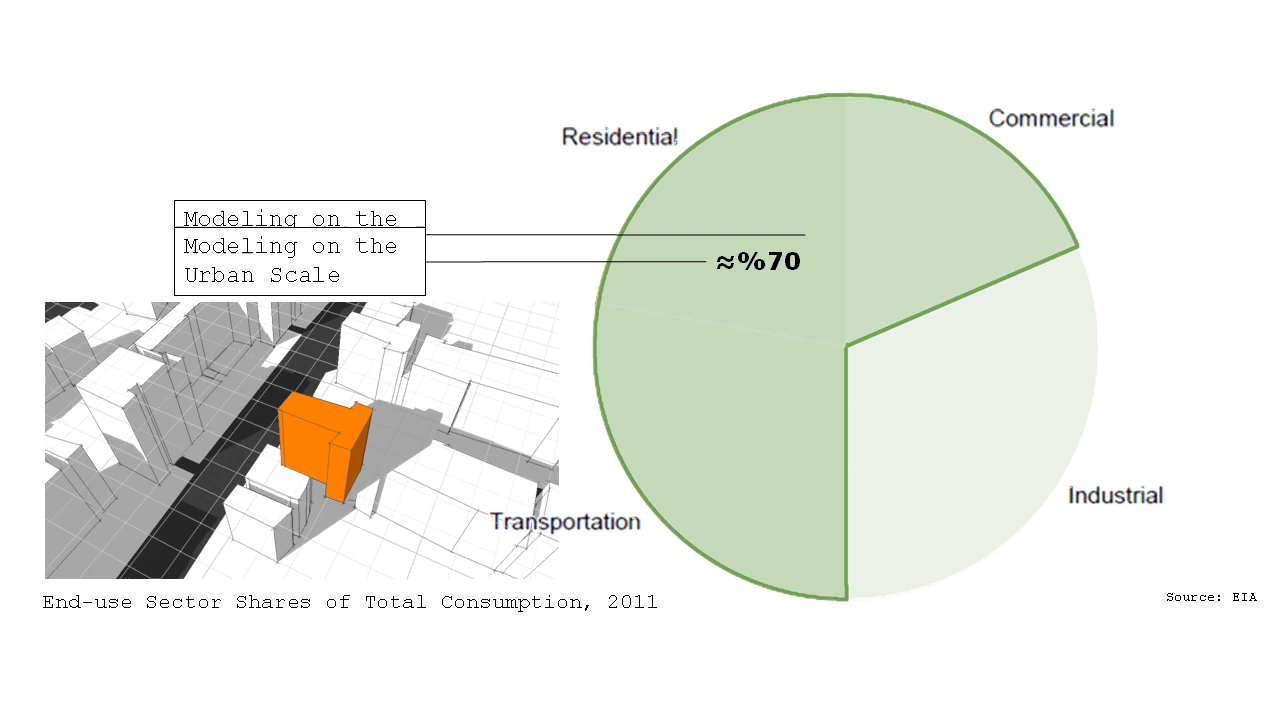 Residential
Commercial
Modeling on the
Modeling on the
Urban Scale
≈%70
Industrial
Transportation
End-use Sector Shares of Total Consumption, 2011
Source: EIA